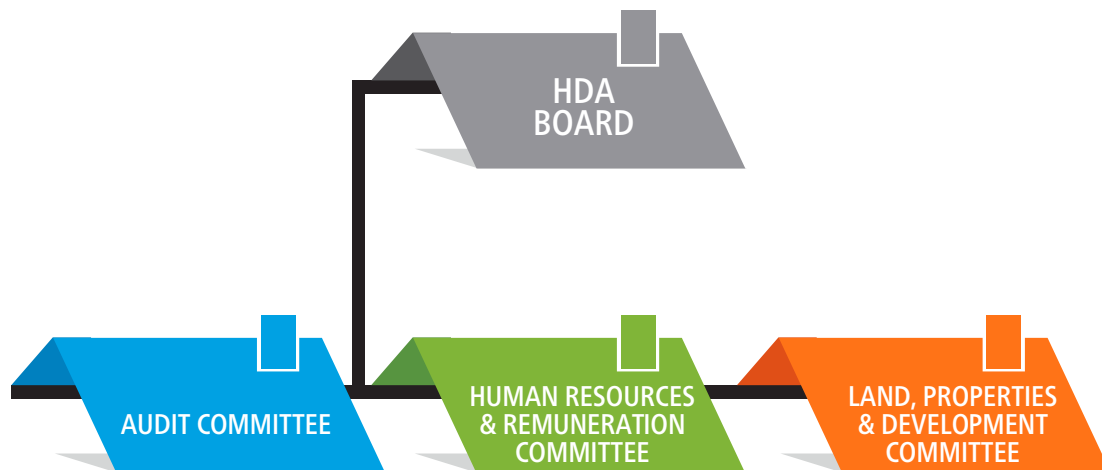 HDA
BOARD
AUDIT COMMITTEE
HUMAN RESOURCES
& REMUNERATION
COMMITTEE
LAND, PROPERTIES
& DEVELOPMENT
COMMITTEE